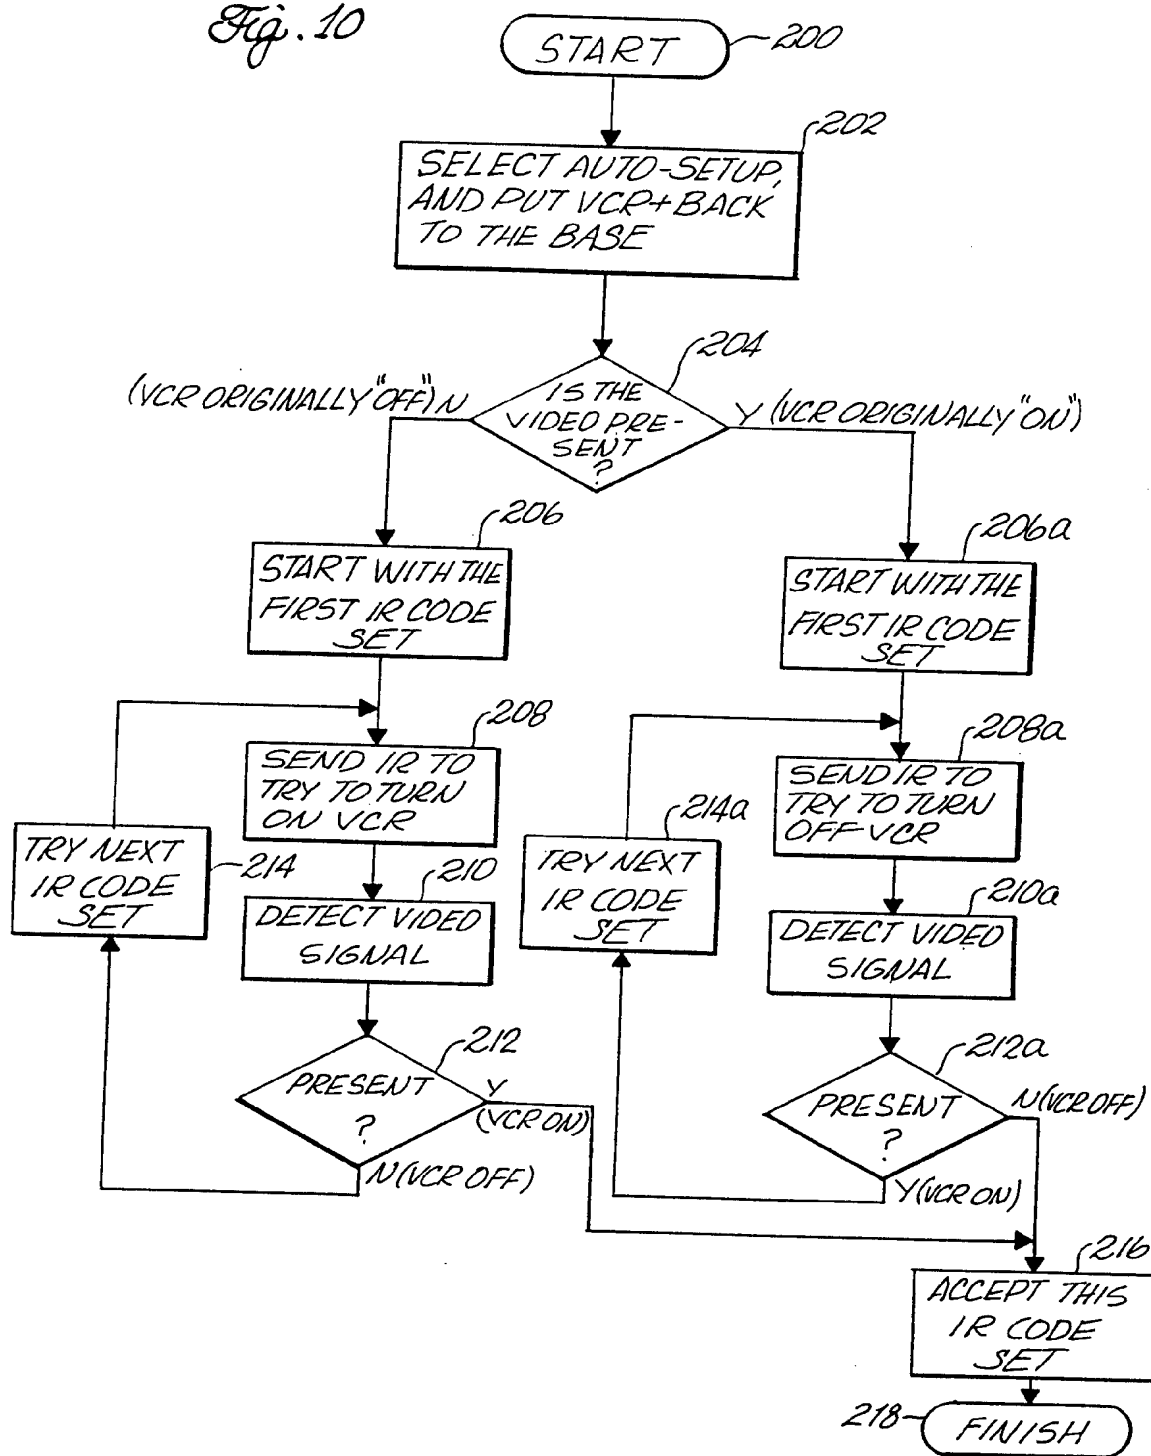 Fig. 10
START
200
202
SELECT AUTO-SETUP,
AND PUT VCR+ BACK
TO THE BASE
204
(VCR ORIGINALLY "OFF") N
IS THE
VIDEO PRE-
SENT
?
Y (VCR ORIGINALLY "ON")
206
START WITH THE
FIRST IR CODE
SET
206a
START WITH THE
FIRST IR CODE
SET
208
SEND IR TO
TRY TO TURN
ON VCR
208a
SEND IR TO
TRY TO TURN
OFF VCR
TRY NEXT
IR CODE
SET
214
210
DETECT VIDEO
SIGNAL
214a
TRY NEXT
IR CODE
SET
210a
DETECT VIDEO
SIGNAL
212
PRESENT
?
Y
(VCR ON)
N (VCR OFF)
212a
PRESENT
?
N (VCR OFF)
Y (VCR ON)
216
ACCEPT THIS
IR CODE
SET
218
FINISH